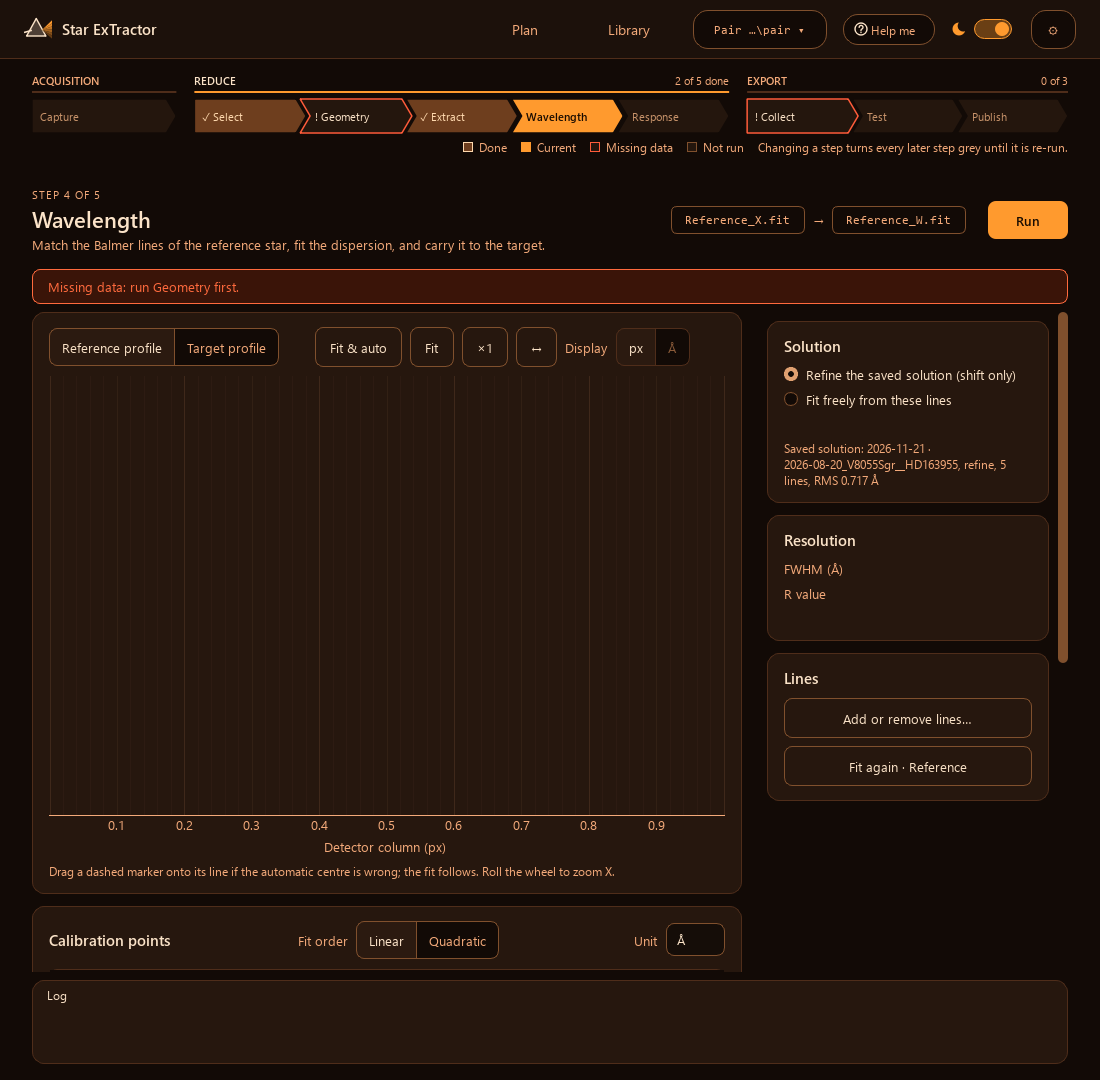 Star ExTractor
Plan
Library
Pair …\pair ▾
Help me
ACQUISITION
REDUCE
2 of 5 done
EXPORT
0 of 3
Capture
✓ Select
! Geometry
✓ Extract
Wavelength
Response
! Collect
Test
Publish
Done
Current
Missing data
Not run
Changing a step turns every later step grey until it is re-run.
STEP 4 OF 5
Wavelength
Match the Balmer lines of the reference star, fit the dispersion, and carry it to the target.
Reference_X.fit → Reference_W.fit
Run
Missing data: run Geometry first.
Reference profile
Target profile
Fit & auto
Fit
×1
↔
Display
px
Å
0.1 0.2 0.3 0.4 0.5 0.6 0.7 0.8 0.9
Detector column (px)
Drag a dashed marker onto its line if the automatic centre is wrong; the fit follows. Roll the wheel to zoom X.
Solution
Refine the saved solution (shift only)
Fit freely from these lines
Saved solution: 2026-11-21 ·
2026-08-20_V8055Sgr__HD163955, refine, 5
lines, RMS 0.717 Å
Resolution
FWHM (Å)
R value
Lines
Add or remove lines…
Fit again · Reference
Calibration points
Fit order
Linear
Quadratic
Unit
Å
Log